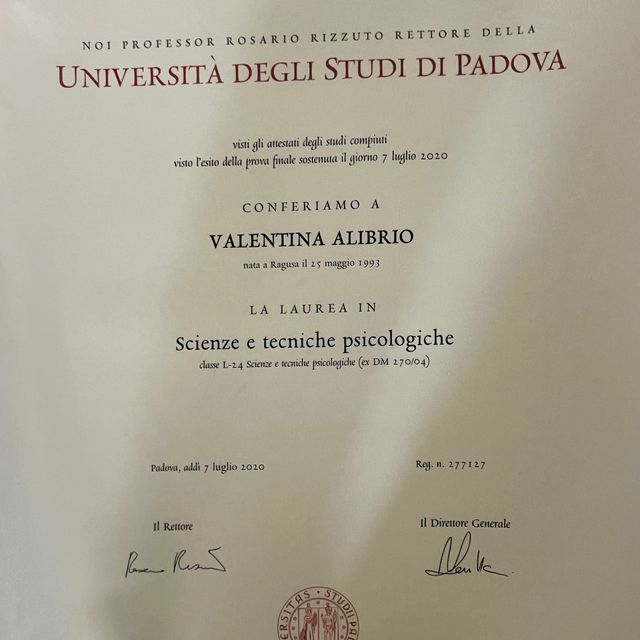 NOI PROFESSOR ROSARIO RIZZUTO RETTORE DELLA
UNIVERSITÀ DEGLI STUDI DI PADOVA
visti gli attestati degli studi compiuti
visto l'esito della prova finale sostenuta il giorno 7 luglio 2020
CONFERIAMO A
VALENTINA ALIBRIO
nata a Ragusa il 25 maggio 1993
LA LAUREA IN
Scienze e tecniche psicologiche
classe L-24 Scienze e tecniche psicologiche (ex DM 270/04)
Padova, addì 7 luglio 2020
Reg. n. 277127
Il Rettore
Il Direttore Generale